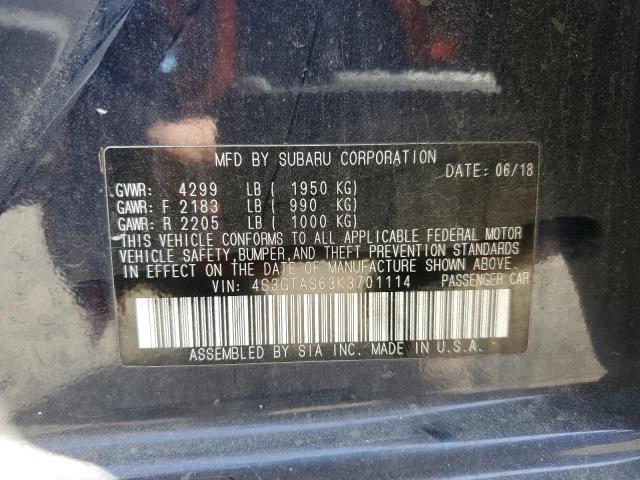 MFD BY SUBARU CORPORATION
DATE: 06/18
GVWR: 4299 LB ( 1950 KG)
GAWR: F 2183 LB ( 990 KG)
GAWR: R 2205 LB ( 1000 KG)
THIS VEHICLE CONFORMS TO ALL APPLICABLE FEDERAL MOTOR
VEHICLE SAFETY, BUMPER, AND THEFT PREVENTION STANDARDS
IN EFFECT ON THE DATE OF MANUFACTURE SHOWN ABOVE.
VIN: 4S3GTAS63K3701114 PASSENGER CAR
ASSEMBLED BY SIA INC. MADE IN U.S.A.